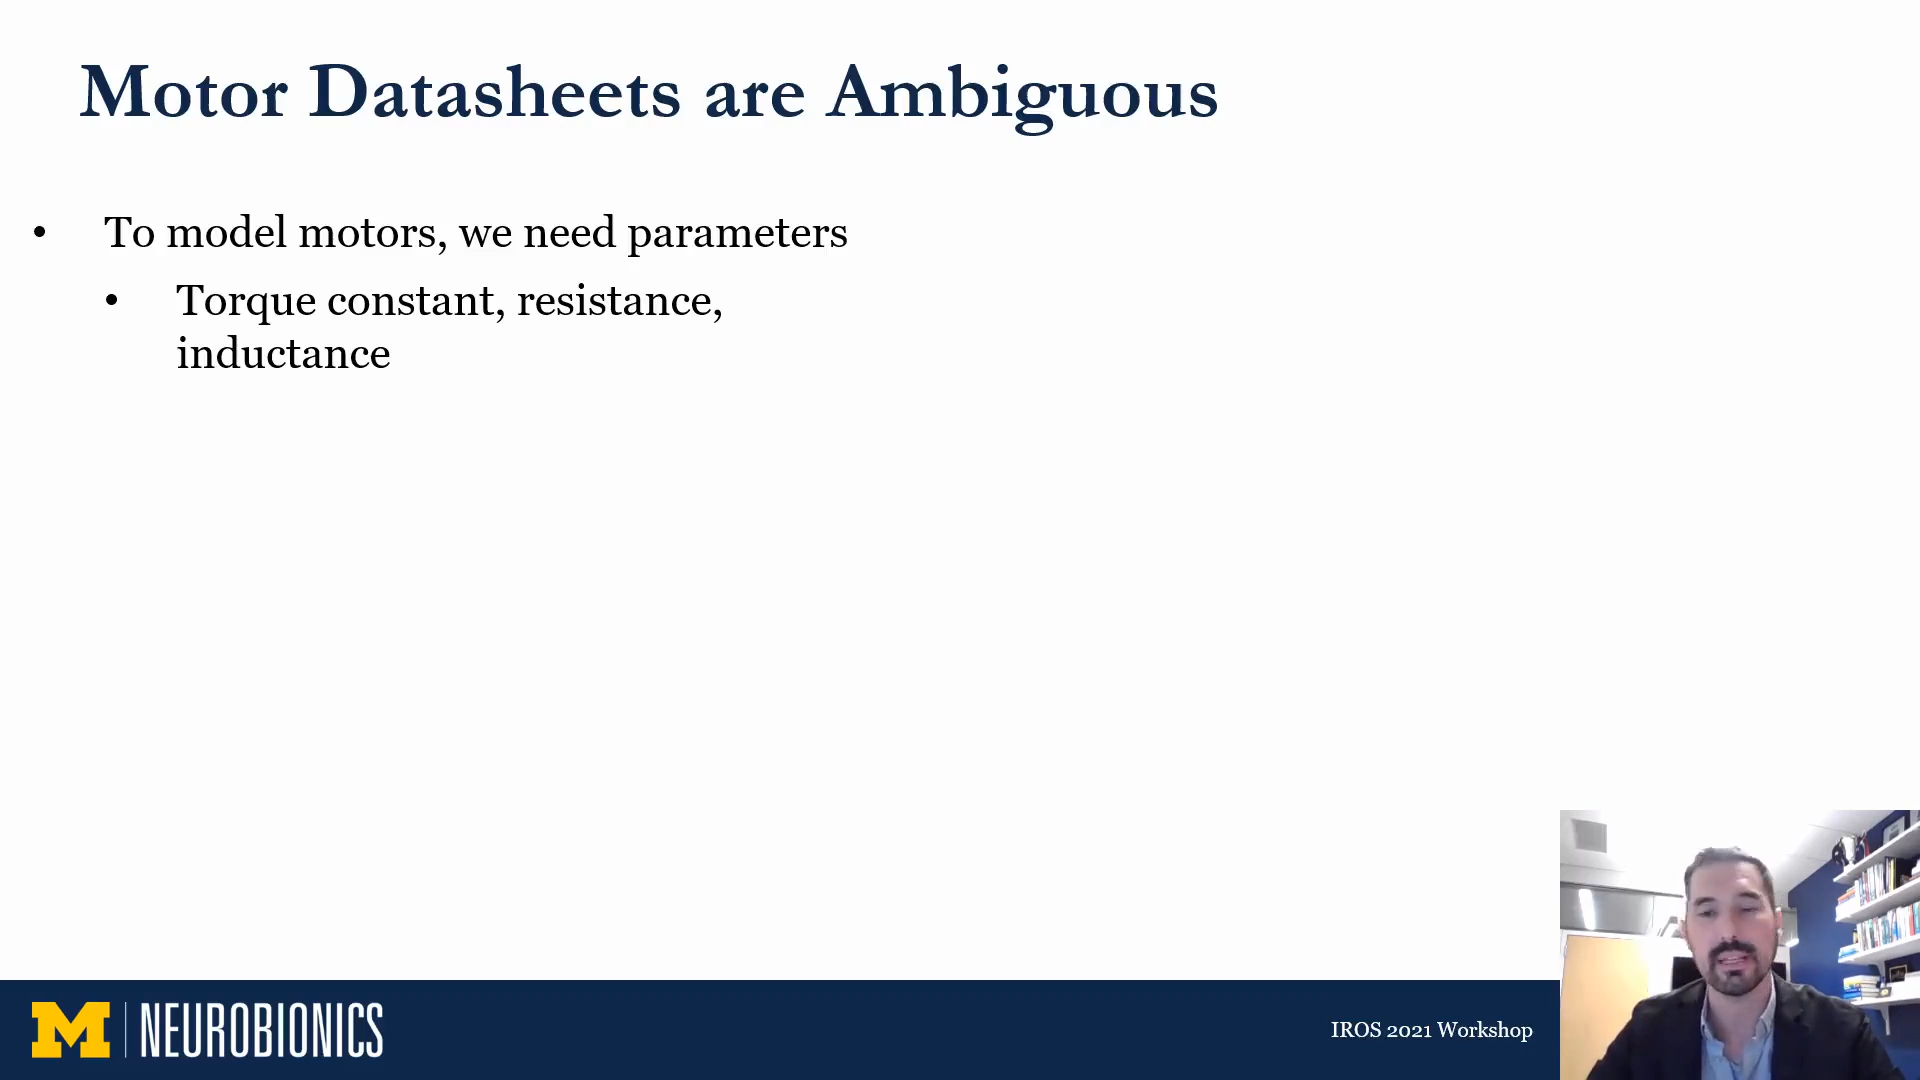 Motor Datasheets are Ambiguous
• To model motors, we need parameters
• Torque constant, resistance,
inductance
M | NEUROBIONICS
IROS 2021 Workshop